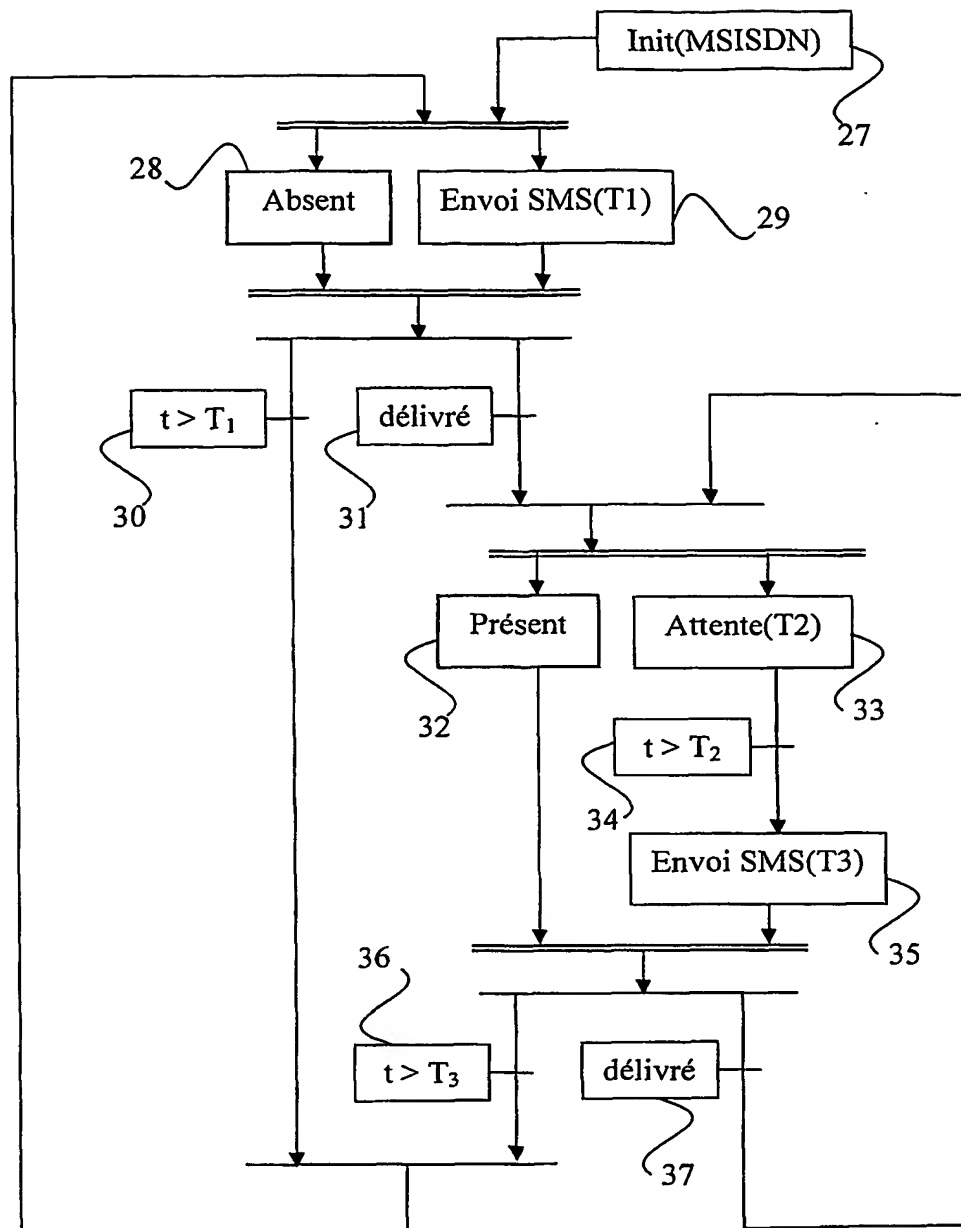 Init(MSISDN)
27
28
Absent
Envoi SMS(T1)
29
t > T₁
délivré
30
31
Présent
Attente(T2)
32
33
t > T₂
34
Envoi SMS(T3)
35
36
t > T₃
délivré
37